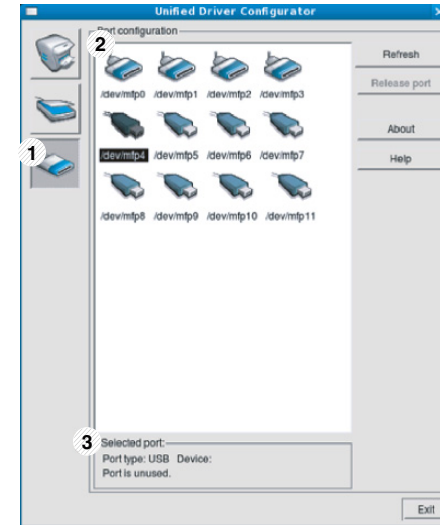 Unified Driver Configurator
Port configuration
2
Refresh
/dev/mfp0 /dev/mfp1 /dev/mfp2 /dev/mfp3
Release port
About
1
/dev/mfp4 /dev/mfp5 /dev/mfp6 /dev/mfp7
Help
/dev/mfp8 /dev/mfp9 /dev/mfp10 /dev/mfp11
3
Selected port:
Port type: USB Device:
Port is unused.
Exit